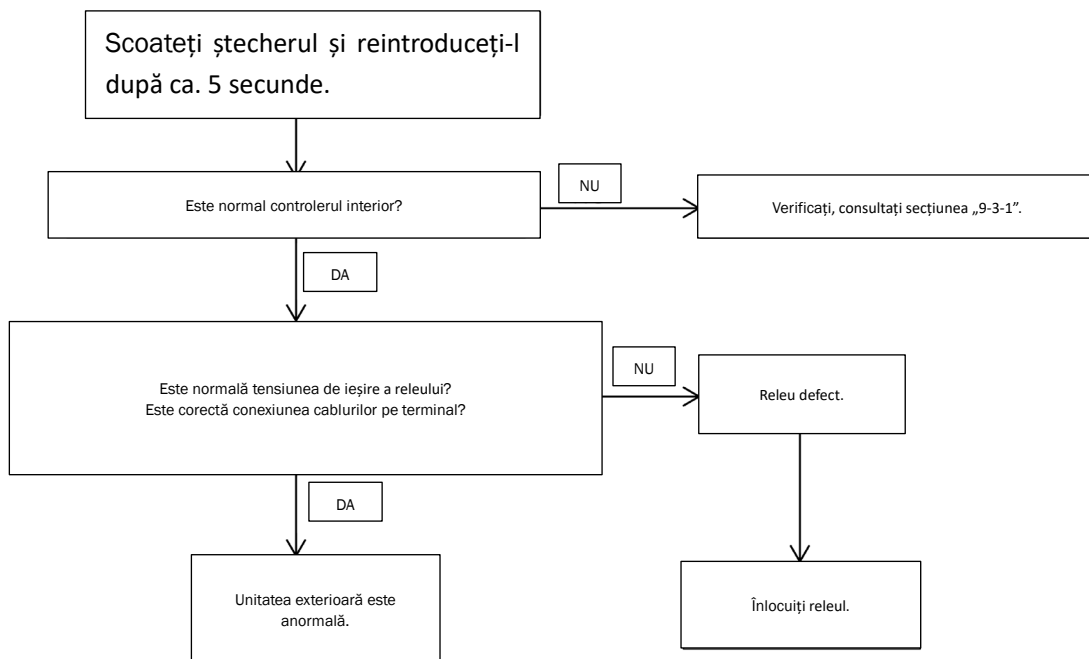 Scoateți ștecherul și reintroduceți-l
după ca. 5 secunde.
NU
Este normal controlerul interior?
Verificați, consultați secțiunea „9-3-1”.
DA
Este normală tensiunea de ieșire a releului?
Este corectă conexiunea cablurilor pe terminal?
NU
Releu defect.
DA
Unitatea exterioară este
anormală.
Înlocuiți releul.